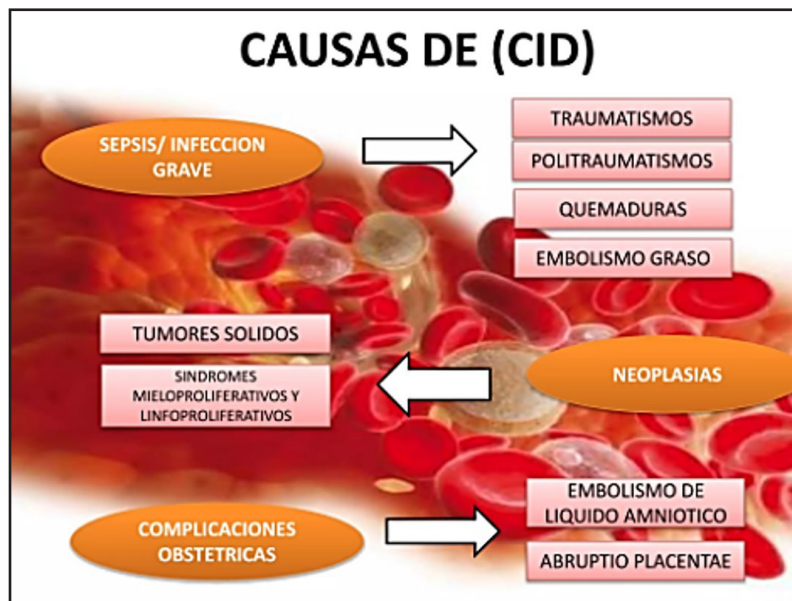 CAUSAS DE (CID)
SEPSIS/ INFECCION
GRAVE
TRAUMATISMOS
POLITRAUMATISMOS
QUEMADURAS
EMBOLISMO GRASO
TUMORES SOLIDOS
SINDROMES
MIELOPROLIFERATIVOS Y
LINFOPROLIFERATIVOS
NEOPLASIAS
COMPLICACIONES
OBSTETRICAS
EMBOLISMO DE
LIQUIDO AMNIOTICO
ABRUPTIO PLACENTAE